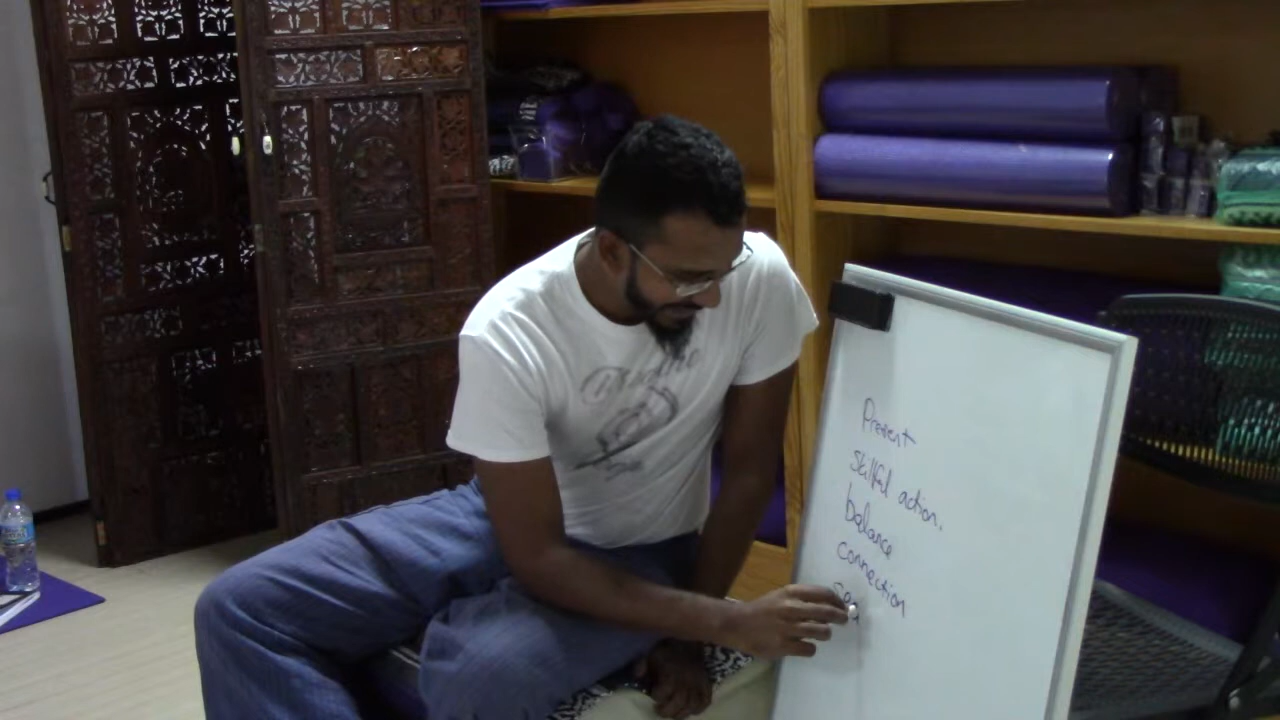 Present
skillful action.
balance
connection